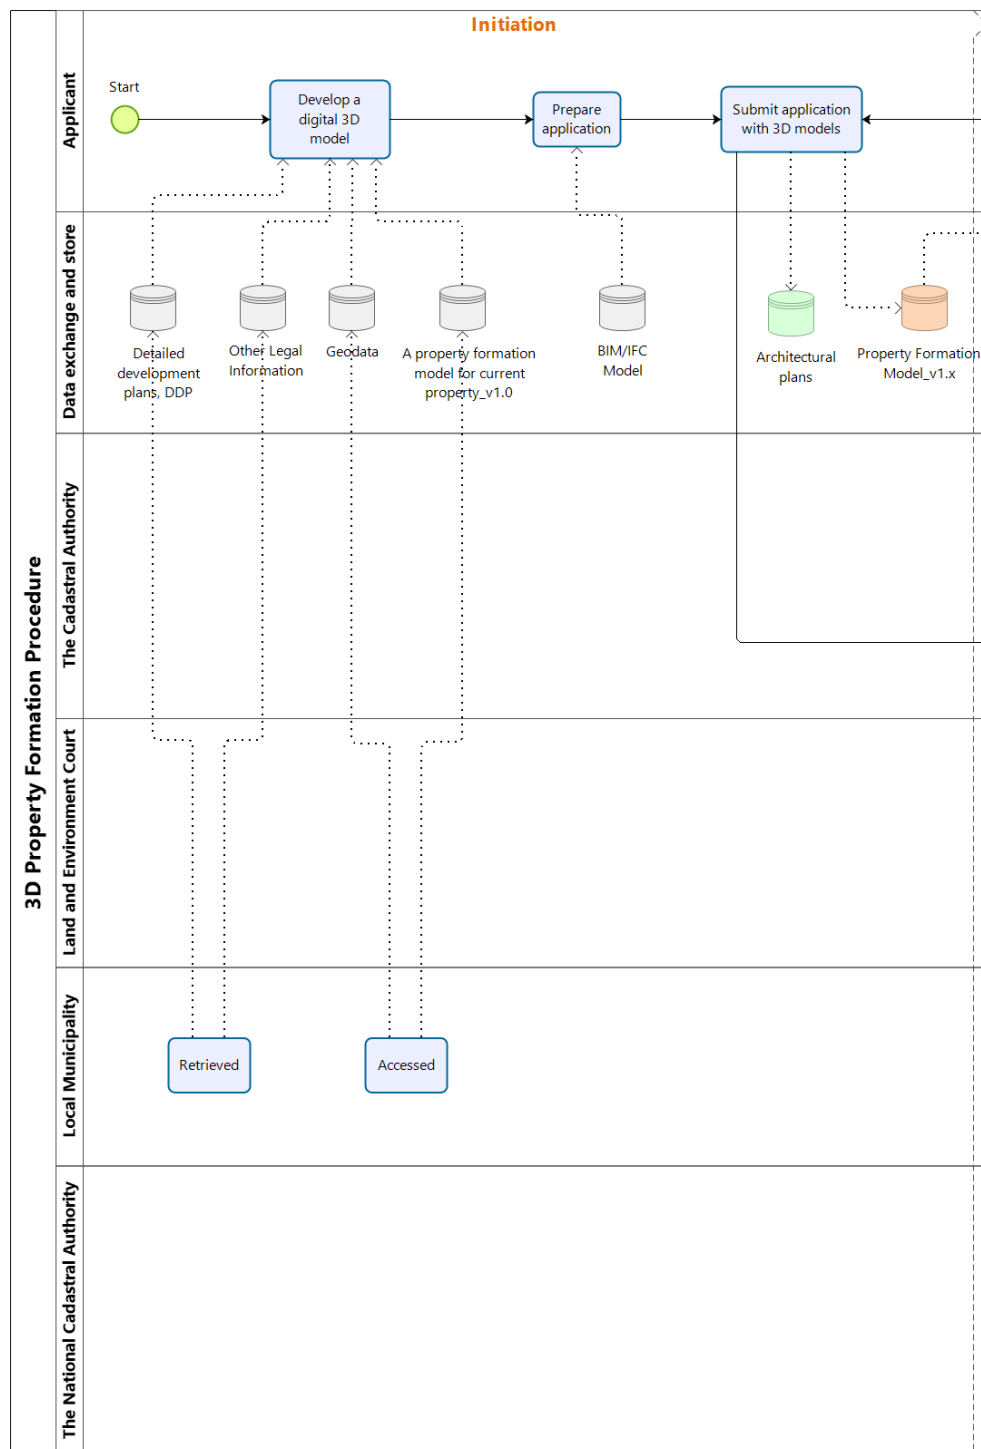 Initiation
3D Property Formation Procedure
Applicant
Start
Develop a
digital 3D
model
Prepare
application
Submit application
with 3D models
Data exchange and store
Detailed
development
plans, DDP
Other Legal
Information
Geodata
A property formation
model for current
property_v1.0
BIM/IFC
Model
Architectural
plans
Property Formation
Model_v1.x
The Cadastral Authority
Land and Environment Court
Local Municipality
Retrieved
Accessed
The National Cadastral Authority